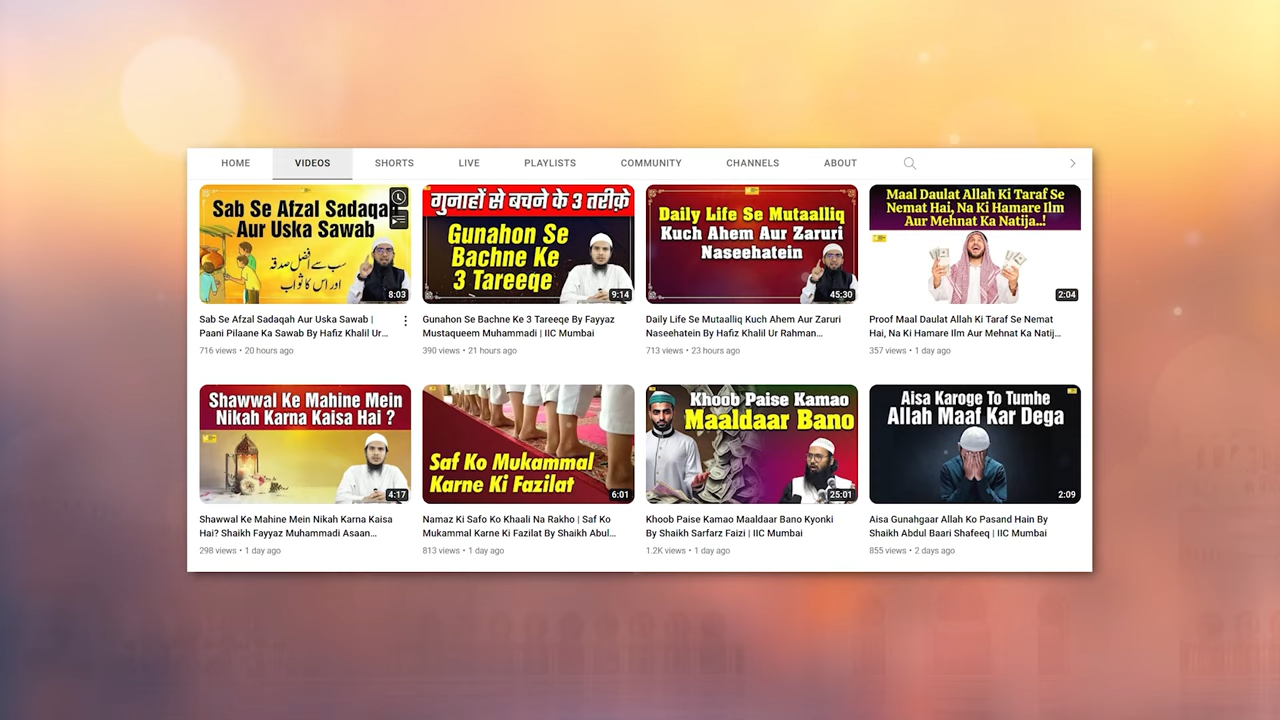 HOME VIDEOS SHORTS LIVE PLAYLISTS COMMUNITY CHANNELS ABOUT
Sab Se Afzal Sadaqa
Aur Uska Sawab
سب سے افضل صدقہ
اور اس کا ثواب
8:03
Sab Se Afzal Sadaqah Aur Uska Sawab |
Paani Pilaane Ka Sawab By Hafiz Khalil Ur...
716 views • 20 hours ago
गुनाहों से बचने के 3 तरीक़े
Gunahon Se
Bachne Ke
3 Tareeqe
9:14
Gunahon Se Bachne Ke 3 Tareeqe By Fayyaz
Mustaqueem Muhammadi | IIC Mumbai
390 views • 21 hours ago
Daily Life Se Mutaalliq
Kuch Ahem Aur Zaruri
Naseehatein
45:30
Daily Life Se Mutaalliq Kuch Ahem Aur Zaruri
Naseehatein By Hafiz Khalil Ur Rahman...
713 views • 23 hours ago
Maal Daulat Allah Ki Taraf Se
Nemat Hai, Na Ki Hamare Ilm
Aur Mehnat Ka Natija..!
2:04
Proof Maal Daulat Allah Ki Taraf Se Nemat
Hai, Na Ki Hamare Ilm Aur Mehnat Ka Natij...
357 views • 1 day ago
Shawwal Ke Mahine Mein
Nikah Karna Kaisa Hai ?
4:17
Shawwal Ke Mahine Mein Nikah Karna Kaisa
Hai? Shaikh Fayyaz Muhammadi Asaan...
298 views • 1 day ago
Saf Ko Mukammal
Karne Ki Fazilat
6:01
Namaz Ki Safo Ko Khaali Na Rakho | Saf Ko
Mukammal Karne Ki Fazilat By Shaikh Abul...
813 views • 1 day ago
Khoob Paise Kamao
Maaldaar Bano
25:01
Khoob Paise Kamao Maaldaar Bano Kyonki
By Shaikh Sarfarz Faizi | IIC Mumbai
1.2K views • 1 day ago
Aisa Karoge To Tumhe
Allah Maaf Kar Dega
2:09
Aisa Gunahgaar Allah Ko Pasand Hain By
Shaikh Abdul Baari Shafeeq | IIC Mumbai
855 views • 2 days ago